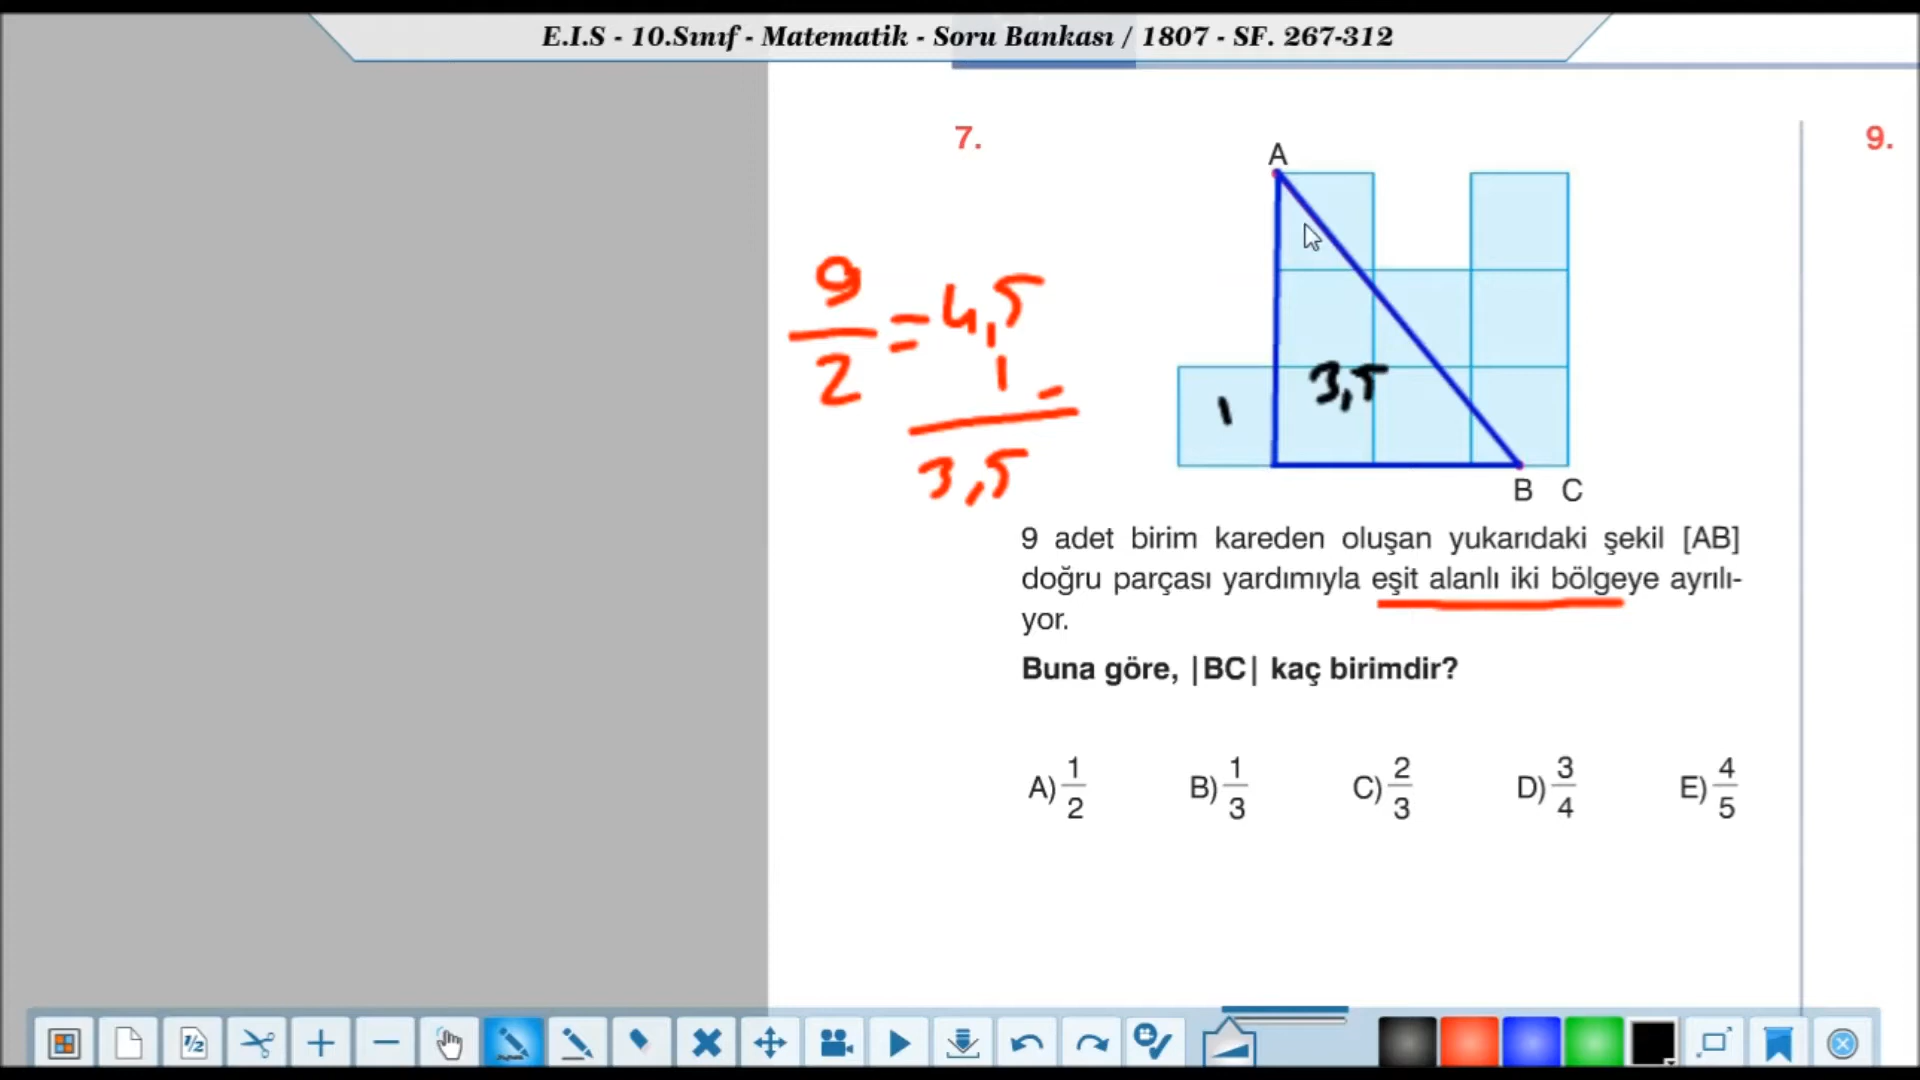 E.I.S - 10.Sınıf - Matematik - Soru Bankası / 1807 - SF. 267-312
7.
9.
A
9/2 = 4,5
1 -
3,5
1
3,5
B C
9 adet birim kareden oluşan yukarıdaki şekil [AB]
doğru parçası yardımıyla eşit alanlı iki bölgeye ayrılı-
yor.
Buna göre, |BC| kaç birimdir?
A) 1/2 B) 1/3 C) 2/3 D) 3/4 E) 4/5
1/2